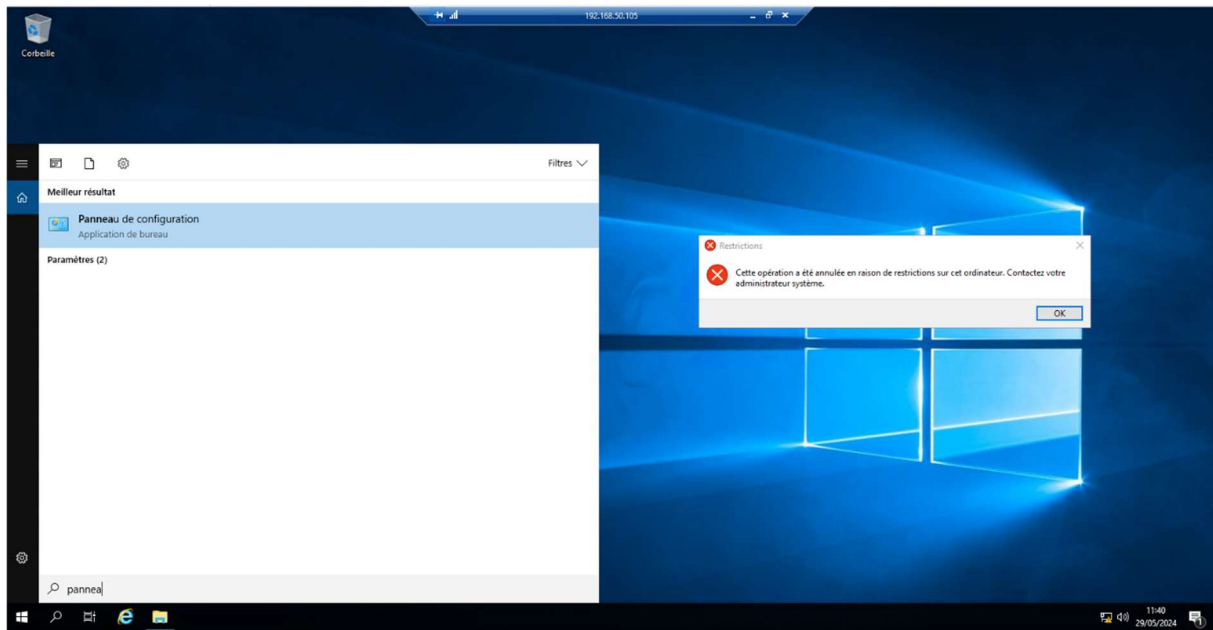 192.168.50.105
Corbeille
Filtres
Meilleur résultat
Panneau de configuration
Application de bureau
Paramètres (2)
Restrictions
Cette opération a été annulée en raison de restrictions sur cet ordinateur. Contactez votre
administrateur système.
OK
pannea
11:40
29/05/2024
1